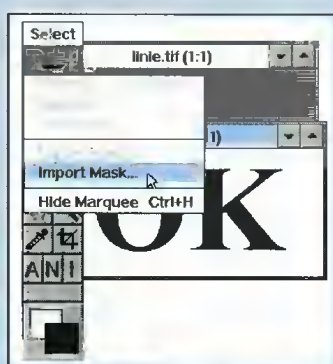 Select
linie.tif (1:1)
1)
Import Mask...
Hide Marquee Ctrl+H
OK
A N I